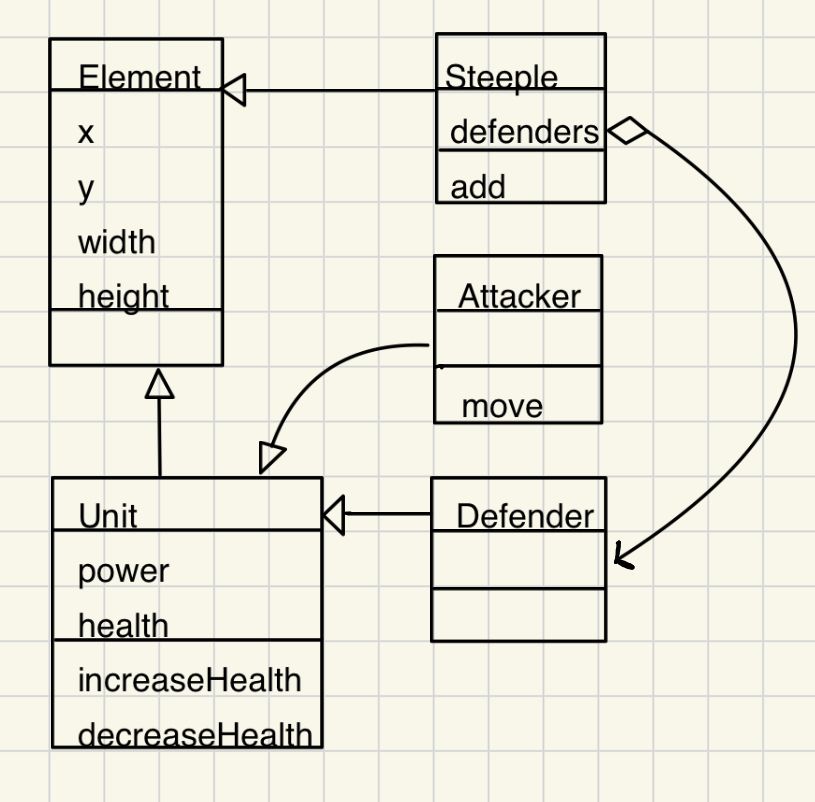 Element
x
y
width
height
Steeple
defenders
add
Attacker
move
Unit
power
health
increaseHealth
decreaseHealth
Defender